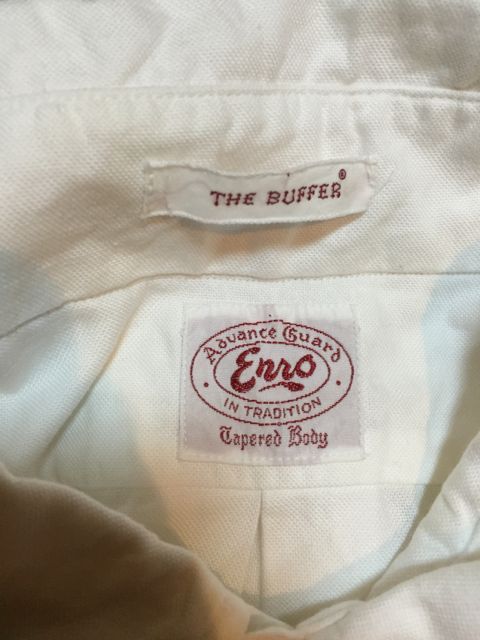 THE BUFFER®
Advance Guard
Enro
IN TRADITION
Tapered Body